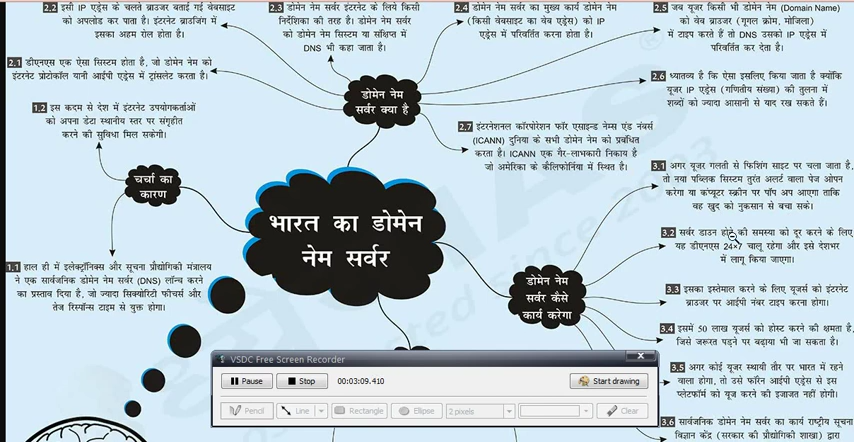 2.2 इसी IP एड्रेस के चलते ब्राउजर बताई गई वेबसाइट
को अपलोड कर पाता है। इंटरनेट ब्राउजिंग में
इसका अहम रोल होता है।
2.1 डीएनएस एक ऐसा सिस्टम होता है, जो डोमेन नेम को
इंटरनेट प्रोटोकॉल यानी आईपी एड्रेस में ट्रांसलेट करता है।
2.3 डोमेन नेम सर्वर इंटरनेट के लिये किसी
निर्देशिका की तरह है। डोमेन नेम सर्वर
को डोमेन नेम सिस्टम या संक्षिप्त में
DNS भी कहा जाता है।
2.4 डोमेन नेम सर्वर का मुख्य कार्य डोमेन नेम
(किसी वेबसाइट का वेब एड्रेस) को IP
एड्रेस में परिवर्तित करना होता है।
2.5 जब यूजर किसी भी डोमेन नेम (Domain Name)
को वेब ब्राउजर (गूगल क्रोम, मोजिला)
में टाइप करते हैं तो DNS उसको IP एड्रेस में
परिवर्तित कर देता है।
2.6 ध्यातव्य है कि ऐसा इसलिए किया जाता है क्योंकि
यूजर IP एड्रेस (गणितीय संख्या) की तुलना में
शब्दों को ज्यादा आसानी से याद रख सकते हैं।
डोमेन नेम
सर्वर क्या है
2.7 इंटरनेशनल कॉरपोरेशन फॉर एसाइन्ड नेम्स एंड नंबर्स
(ICANN) दुनिया के सभी डोमेन नेम को प्रबंधित
करता है। ICANN एक गैर-लाभकारी निकाय है
जो अमेरिका के कैलिफोर्निया में स्थित है।
1.2 इस कदम से देश में इंटरनेट उपयोगकर्ताओं
को अपना डेटा स्थानीय स्तर पर संगृहीत
करने की सुविधा मिल सकेगी।
चर्चा का
कारण
1.1 हाल ही में इलेक्ट्रॉनिक्स और सूचना प्रौद्योगिकी मंत्रालय
ने एक सार्वजनिक डोमेन नेम सर्वर (DNS) लॉन्च करने
का प्रस्ताव दिया है, जो ज्यादा सिक्योरिटी फीचर्स और
तेज रिस्पॉन्स टाइम से युक्त होगा।
भारत का डोमेन
नेम सर्वर
3.1 अगर यूजर गलती से फिशिंग साइट पर चला जाता है,
तो नया पब्लिक सिस्टम तुरंत अलर्ट वाला पेज ओपन
करेगा या कंप्यूटर स्क्रीन पर पॉप अप आएगा ताकि
वह खुद को नुकसान से बचा सके।
3.2 सर्वर डाउन होने की समस्या को दूर करने के लिए
यह डीएनएस 24×7 चालू रहेगा और इसे देशभर
में लागू किया जाएगा।
डोमेन नेम
सर्वर कैसे
कार्य करेगा
3.3 इसका इस्तेमाल करने के लिए यूजर्स को इंटरनेट
ब्राउजर पर आईपी नंबर टाइप करना होगा।
3.4 इसमें 50 लाख यूजर्स को होस्ट करने की क्षमता है,
जिसे जरूरत पड़ने पर बढ़ाया भी जा सकता है।
3.5 अगर कोई यूजर स्थायी तौर पर भारत में रहने
वाला होगा, तो उसे फॉरेन आईपी एड्रेस से इस
प्लेटफॉर्म को यूज करने की इजाजत नहीं होगी।
3.6 सार्वजनिक डोमेन नेम सर्वर का कार्य राष्ट्रीय सूचना
विज्ञान केंद्र (सरकार की प्रौद्योगिकी शाखा) द्वारा
VSDC Free Screen Recorder
Pause Stop 00:03:09.410 Start drawing
Pencil Line Rectangle Ellipse 2 pixels Clear